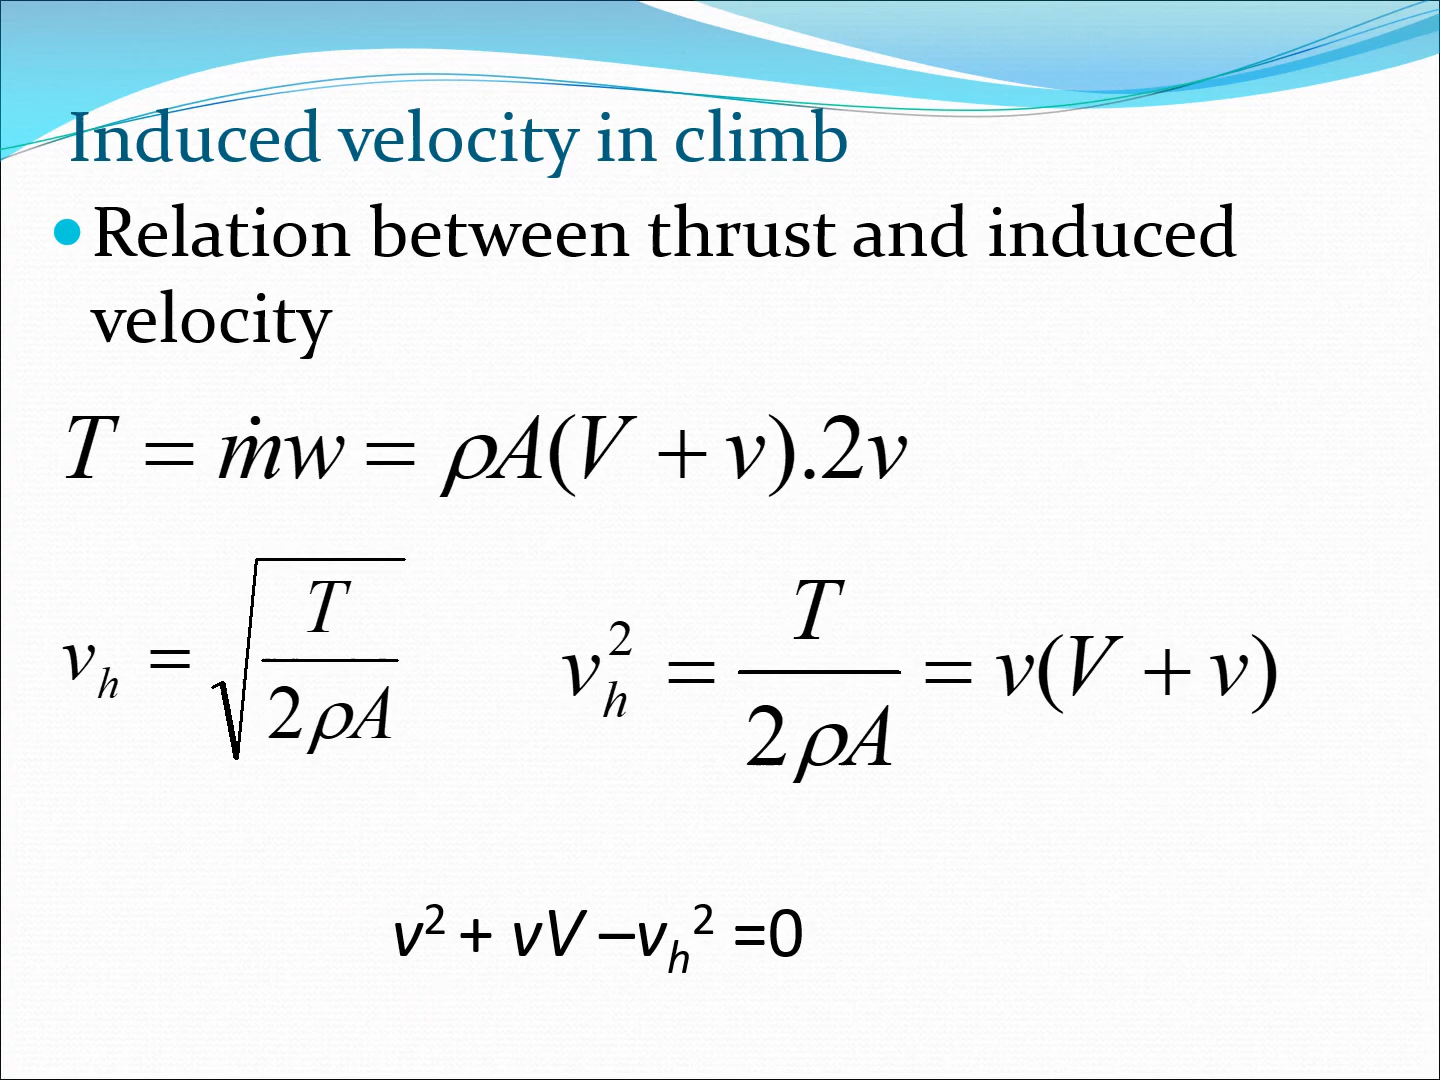 Induced velocity in climb
• Relation between thrust and induced
velocity
T = ṁw = ρA(V + v).2v
v_h = √(T / 2ρA)    v_h² = T / 2ρA = v(V + v)
v² + vV –v_h² =0